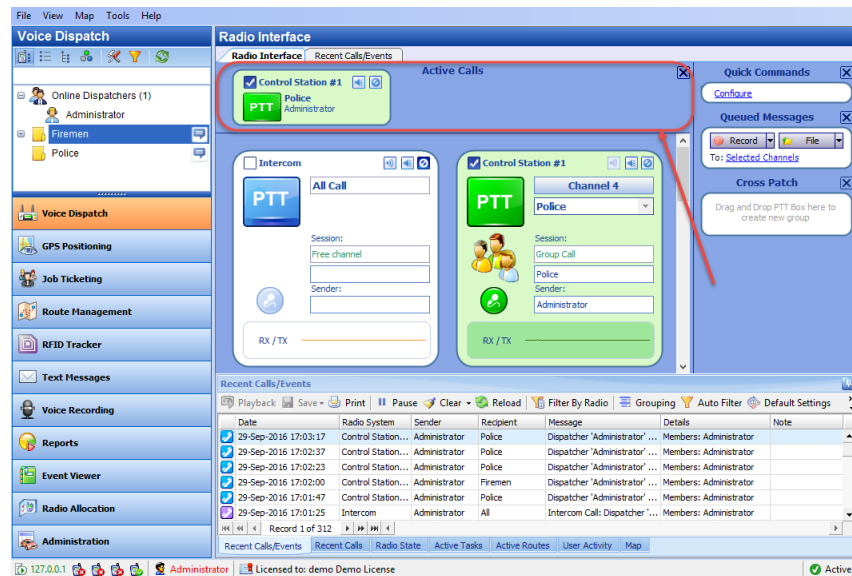 File View Map Tools Help
Voice Dispatch
Online Dispatchers (1)
Administrator
Firemen
Police
Voice Dispatch
GPS Positioning
Job Ticketing
Route Management
RFID Tracker
Text Messages
Voice Recording
Reports
Event Viewer
Radio Allocation
Administration
Radio Interface
Radio Interface Recent Calls/Events
Active Calls
Control Station #1
PTT
Police
Administrator
Intercom
PTT
All Call
Session:
Free channel
Sender:
RX / TX
Control Station #1
PTT
Channel 4
Police
Session:
Group Call
Police
Sender:
Administrator
RX / TX
Quick Commands
Configure
Queued Messages
Record File
To: Selected Channels
Cross Patch
Drag and Drop PTT Box here to
create new group
Recent Calls/Events
Playback Save Print Pause Clear Reload Filter By Radio Grouping Auto Filter Default Settings
Date Radio System Sender Recipient Message Details Note
29-Sep-2016 17:03:17 Control Station... Administrator Police Dispatcher 'Administrator' ... Members: Administrator
29-Sep-2016 17:02:37 Control Station... Administrator Police Dispatcher 'Administrator' ... Members: Administrator
29-Sep-2016 17:02:23 Control Station... Administrator Police Dispatcher 'Administrator' ... Members: Administrator
29-Sep-2016 17:02:00 Control Station... Administrator Firemen Dispatcher 'Administrator' ... Members: Administrator
29-Sep-2016 17:01:47 Control Station... Administrator Police Dispatcher 'Administrator' ... Members: Administrator
29-Sep-2016 17:01:25 Intercom Administrator All Intercom Call: Dispatcher '... Members: Administrator
Record 1 of 312
Recent Calls/Events Recent Calls Radio State Active Tasks Active Routes User Activity Map
127.0.0.1 Administrator Licensed to: demo Demo License Active